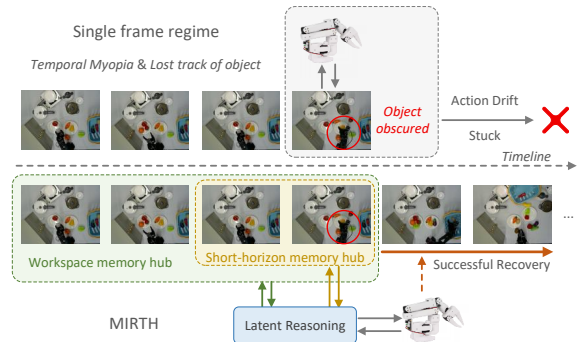 Single frame regime
Temporal Myopia & Lost track of object
Object
obscured
Action Drift
Stuck
Timeline
Workspace memory hub
Short-horizon memory hub
Successful Recovery
...
MIRTH
Latent Reasoning